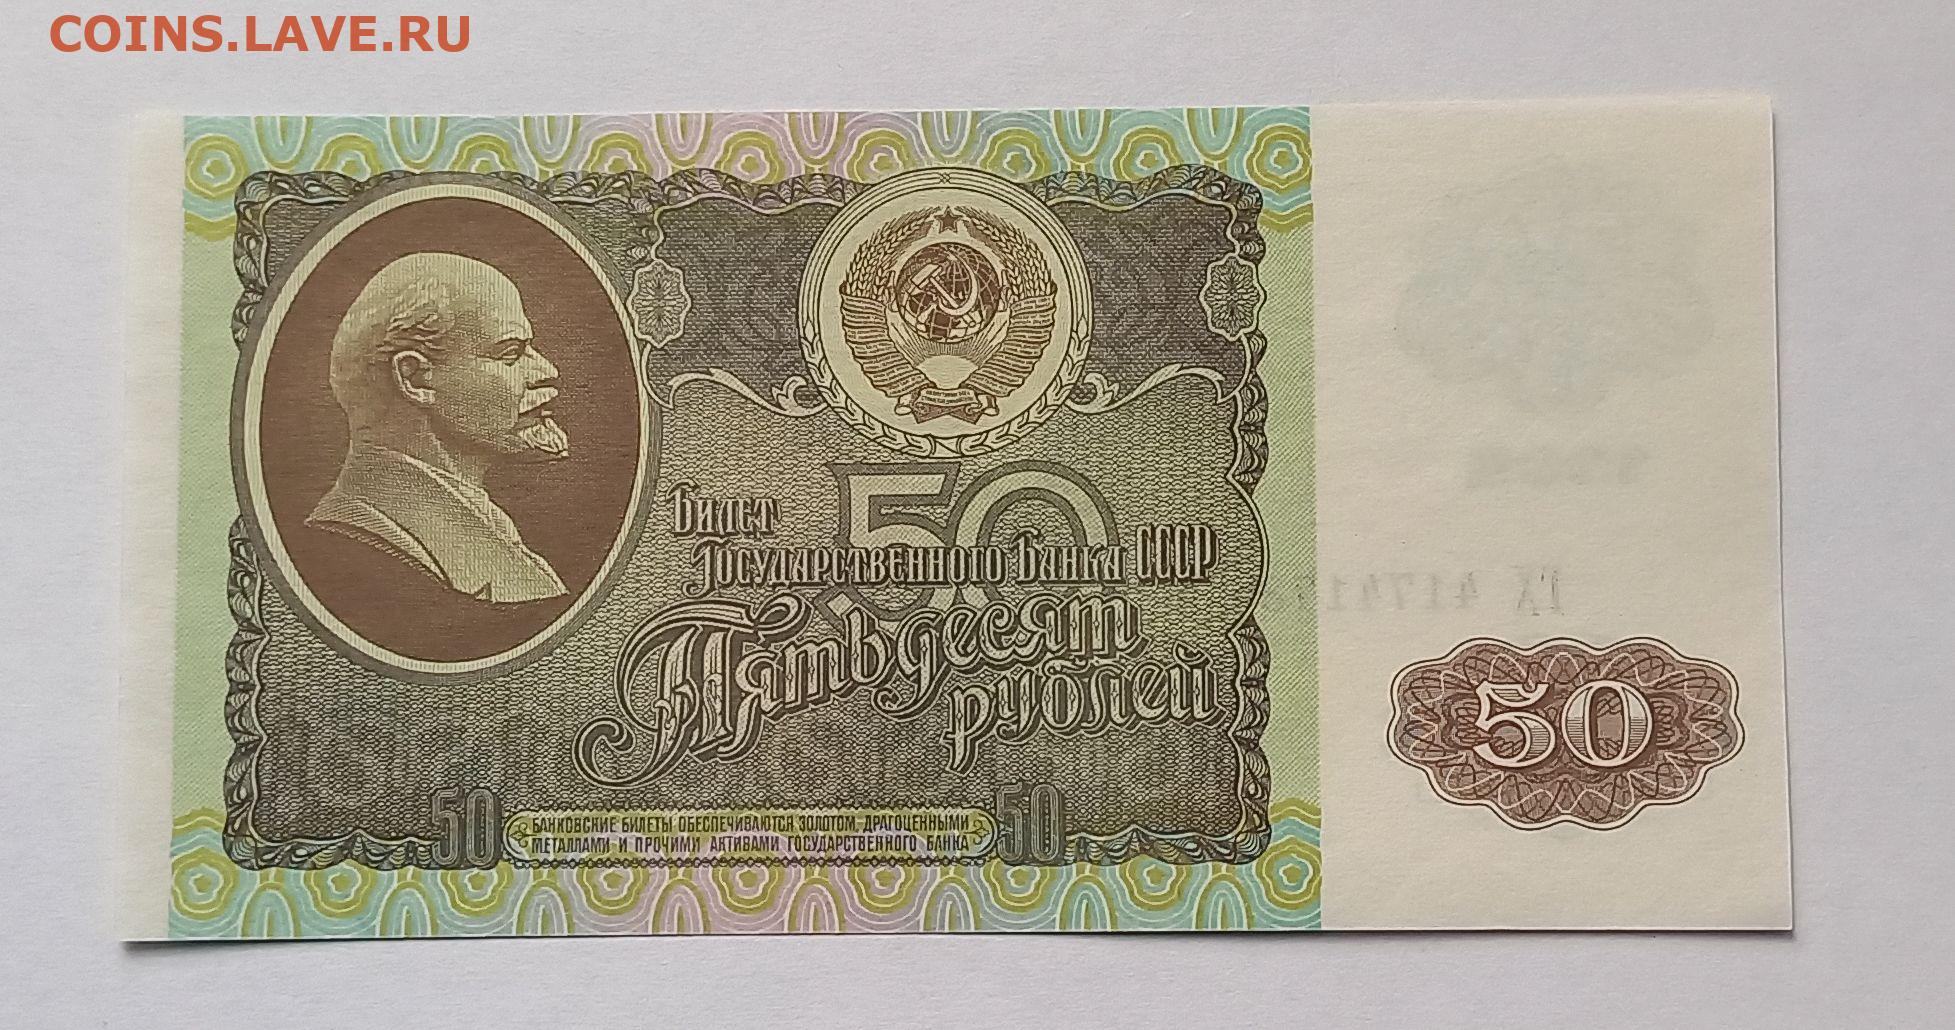 COINS.LAVE.RU
50
Билет
Государственного Банка СССР
Пятьдесят
рублей
50
50
БАНКОВСКИЕ БИЛЕТЫ ОБЕСПЕЧИВАЮТСЯ ЗОЛОТОМ, ДРАГОЦЕННЫМИ
МЕТАЛЛАМИ И ПРОЧИМИ АКТИВАМИ ГОСУДАРСТВЕННОГО БАНКА
50